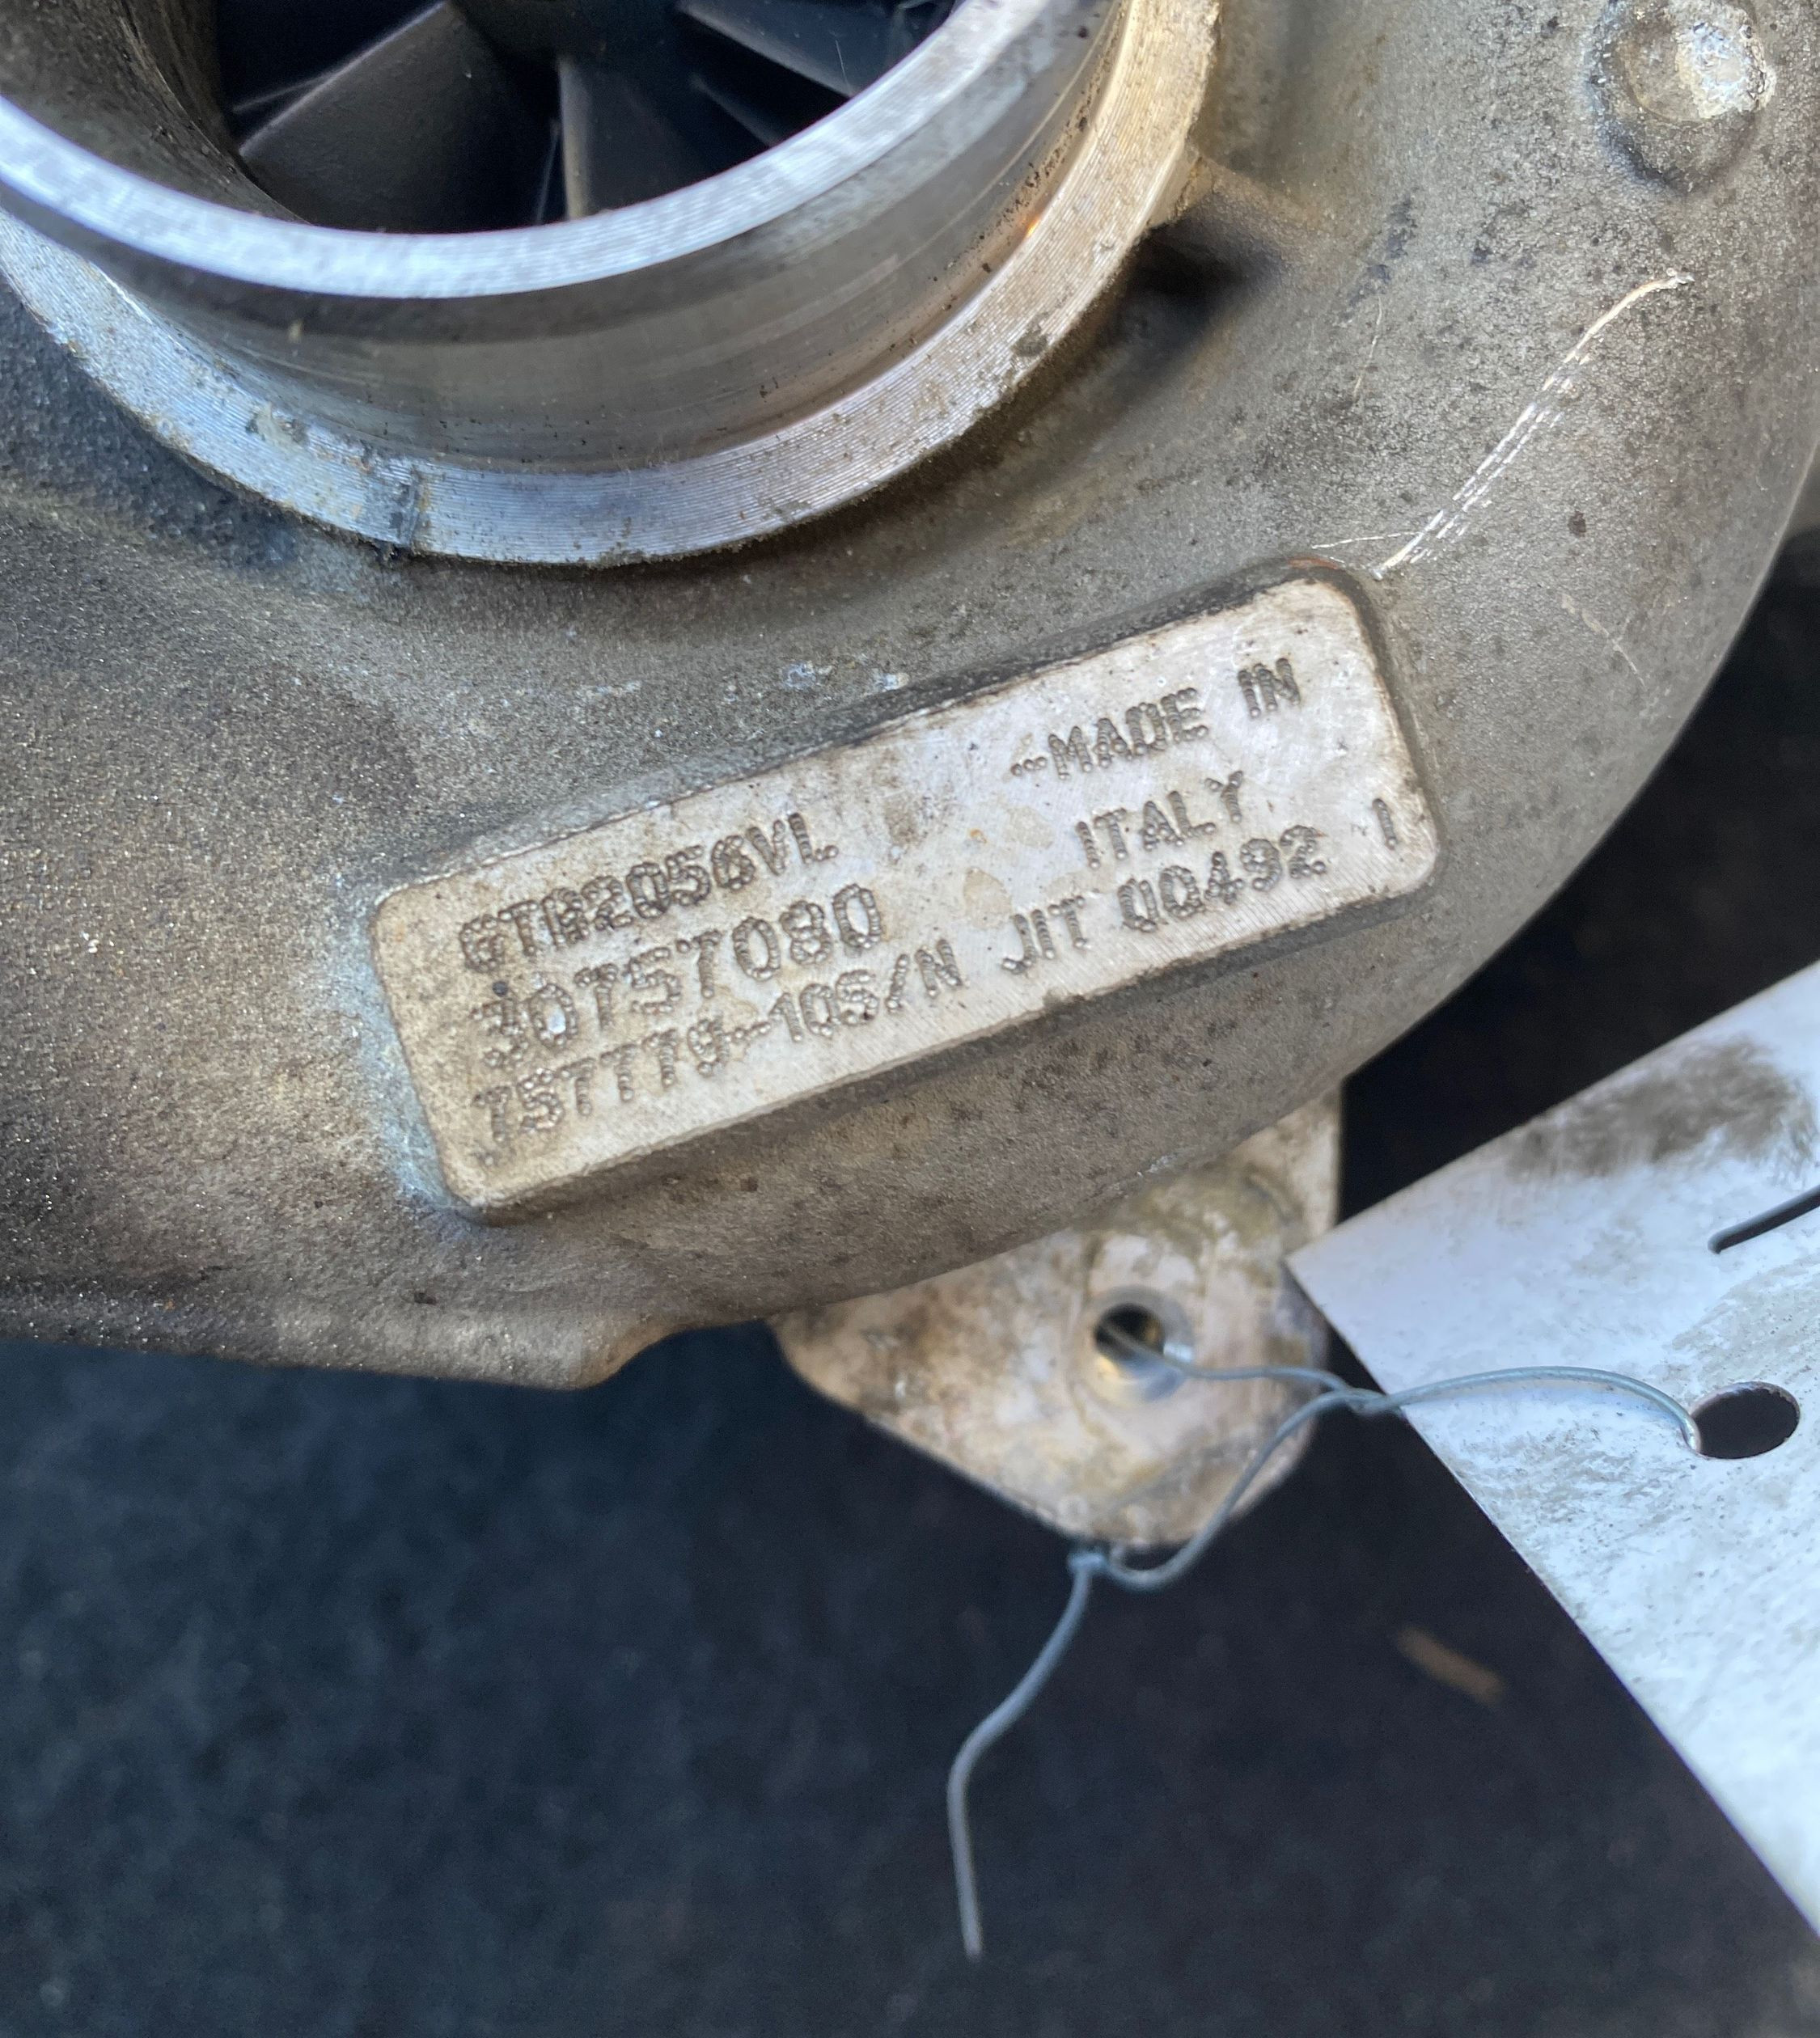 GTB2056VL --MADE IN
30757080 ITALY
757779-10S/N JIT 00492 1